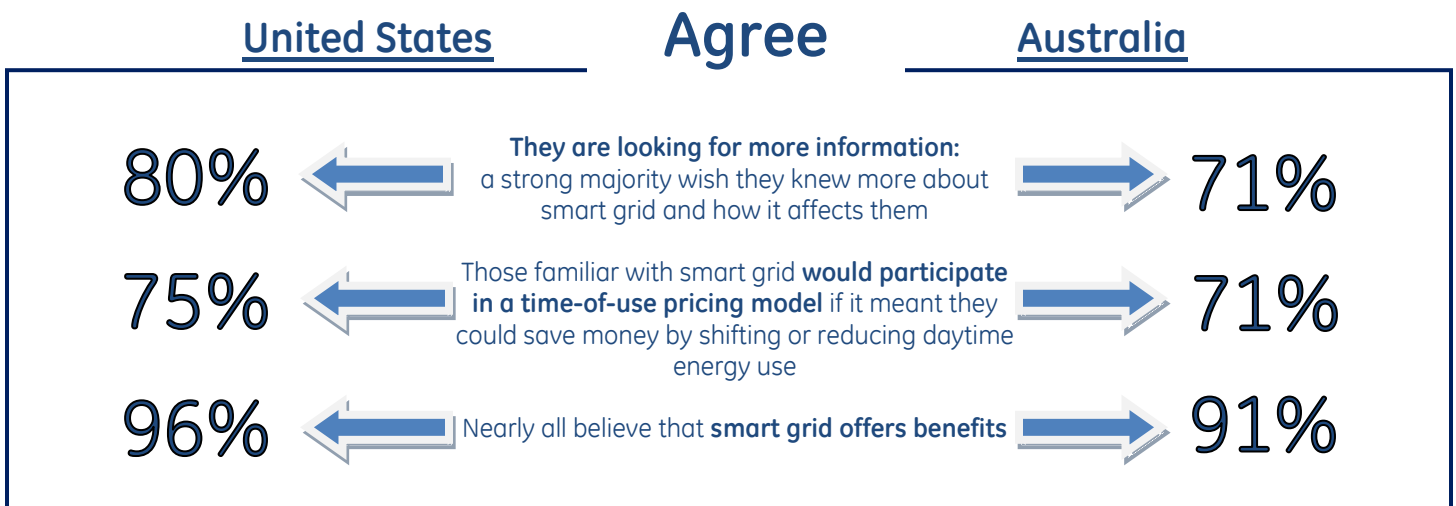 United States Agree Australia
80% They are looking for more information: 71%
a strong majority wish they knew more about
smart grid and how it affects them
75% Those familiar with smart grid would participate 71%
in a time-of-use pricing model if it meant they
could save money by shifting or reducing daytime
energy use
96% Nearly all believe that smart grid offers benefits 91%